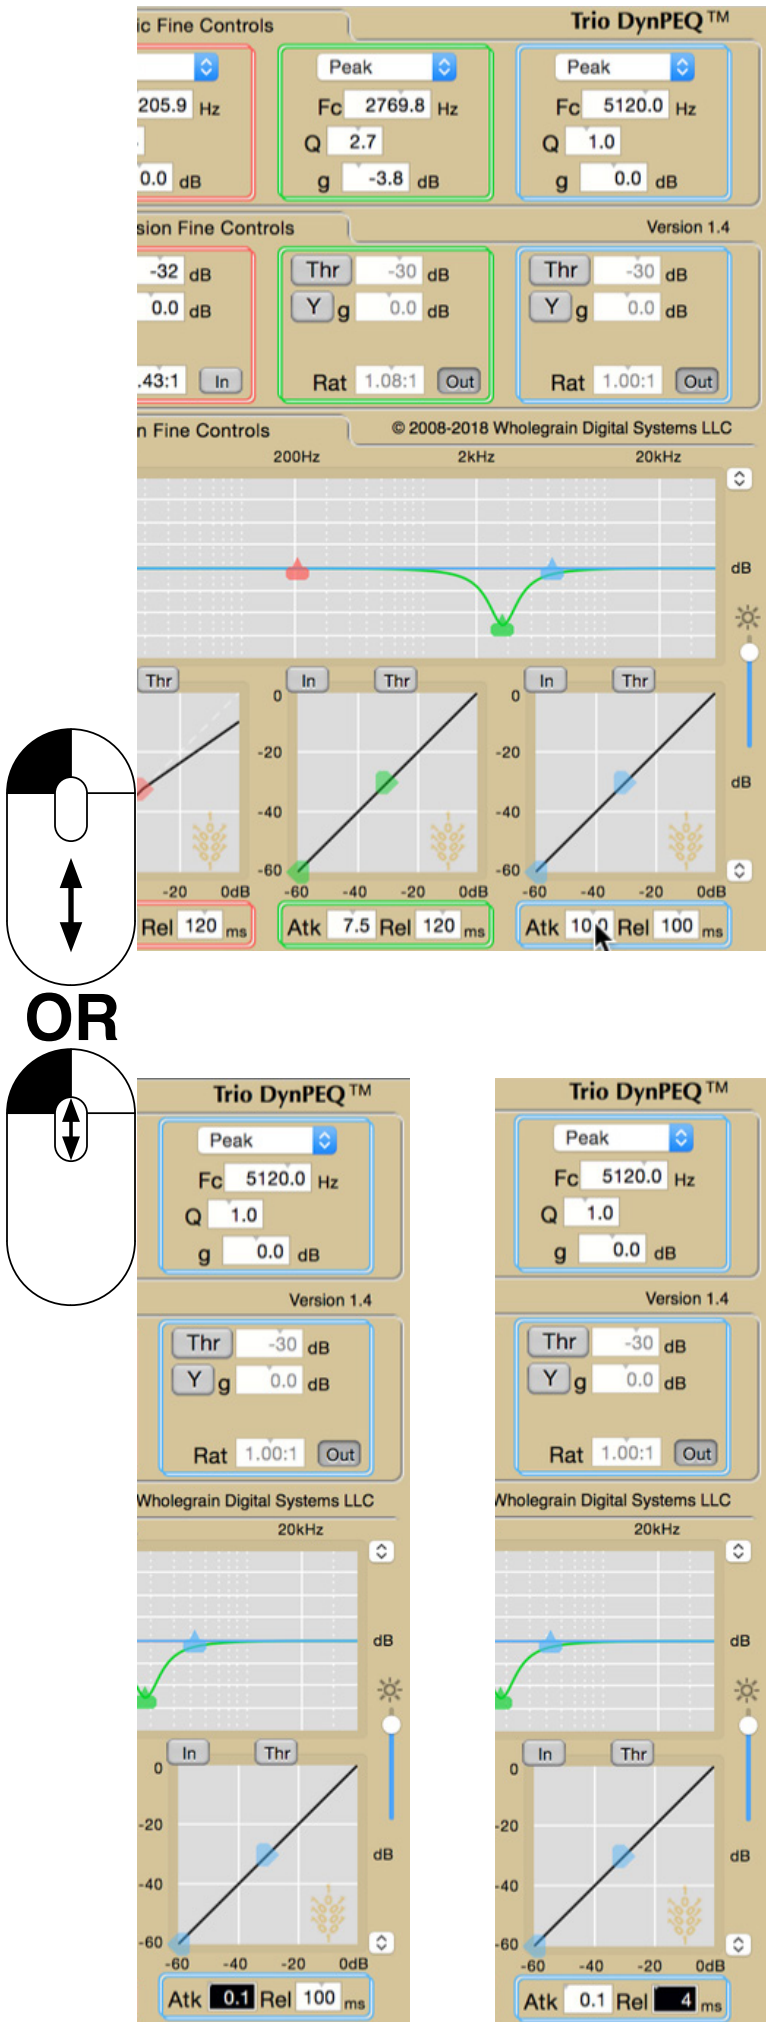 ic Fine Controls
Trio DynPEQ™
Peak
Peak
205.9 Hz
Fc 2769.8 Hz
Fc 5120.0 Hz
Q 2.7
Q 1.0
0.0 dB
g -3.8 dB
g 0.0 dB
sion Fine Controls
Version 1.4
-32 dB
Thr -30 dB
Thr -30 dB
0.0 dB
Y g 0.0 dB
Y g 0.0 dB
.43:1 In
Rat 1.08:1 Out
Rat 1.00:1 Out
n Fine Controls
© 2008-2018 Wholegrain Digital Systems LLC
200Hz 2kHz 20kHz
dB
Thr
In Thr
In Thr
0
-20
-40
-60
0
-20
-40
-60
dB
-20 0dB
-60 -40 -20 0dB
-60 -40 -20 0dB
Rel 120 ms
Atk 7.5 Rel 120 ms
Atk 10.0 Rel 100 ms
OR
Trio DynPEQ™
Peak
Fc 5120.0 Hz
Q 1.0
g 0.0 dB
Version 1.4
Thr -30 dB
Y g 0.0 dB
Rat 1.00:1 Out
Wholegrain Digital Systems LLC
20kHz
dB
In Thr
0
-20
-40
-60
dB
-60 -40 -20 0dB
Atk 0.1 Rel 100 ms
Trio DynPEQ™
Peak
Fc 5120.0 Hz
Q 1.0
g 0.0 dB
Version 1.4
Thr -30 dB
Y g 0.0 dB
Rat 1.00:1 Out
Wholegrain Digital Systems LLC
20kHz
dB
In Thr
0
-20
-40
-60
dB
-60 -40 -20 0dB
Atk 0.1 Rel 4 ms